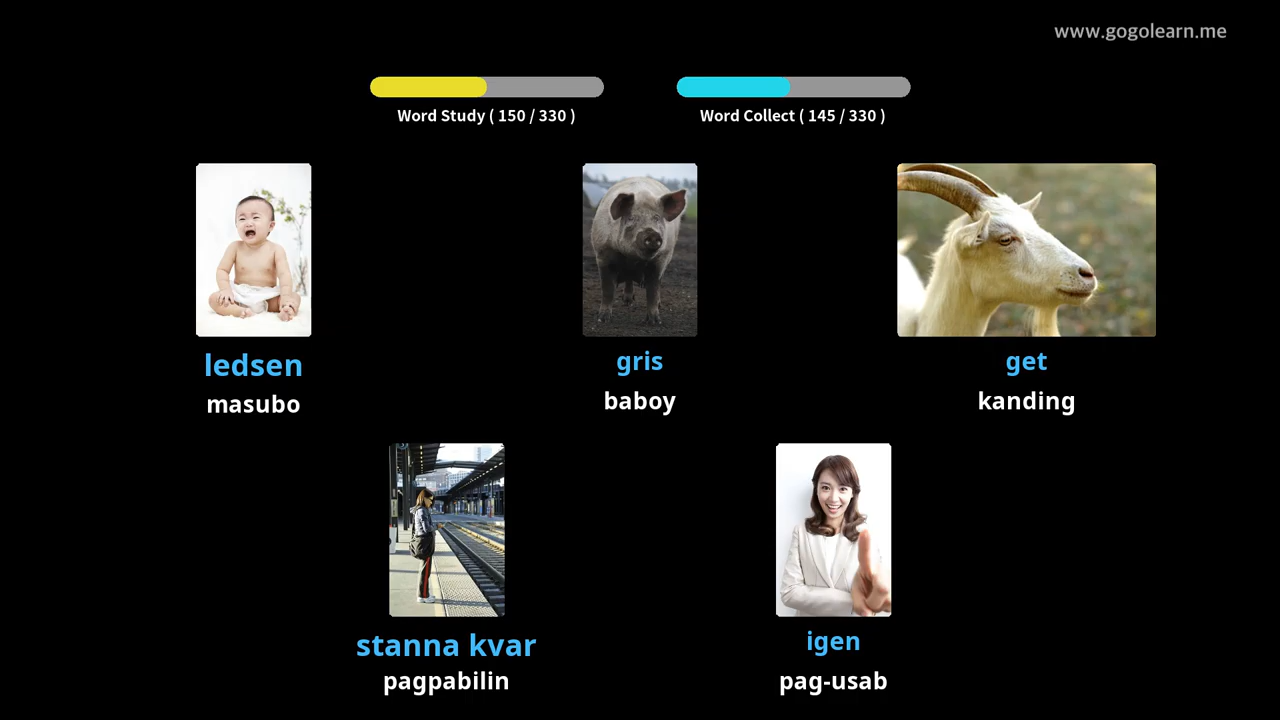 www.gogolearn.me
Word Study ( 150 / 330 )
Word Collect ( 145 / 330 )
ledsen
masubo
gris
baboy
get
kanding
stanna kvar
pagpabilin
igen
pag-usab